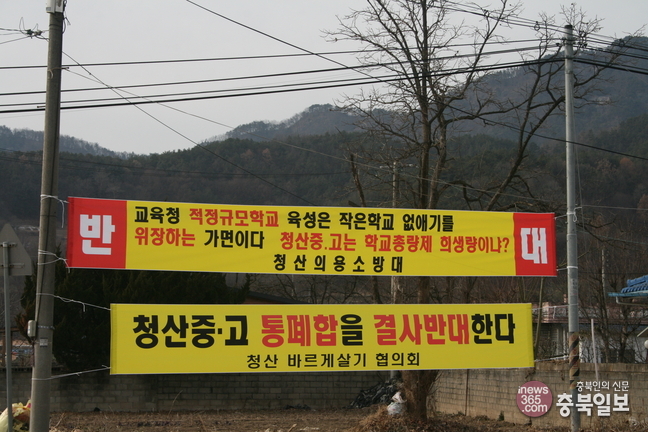 반 대
교육청 적정규모학교 육성은 작은학교 없애기를
위장하는 가면이다 청산중.고는 학교총량제 희생량이냐?
청산의용소방대
청산중·고 통폐합을 결사반대한다.
청산 바르게살기 협의회
inews
365.com
충북인의 신문
충북일보